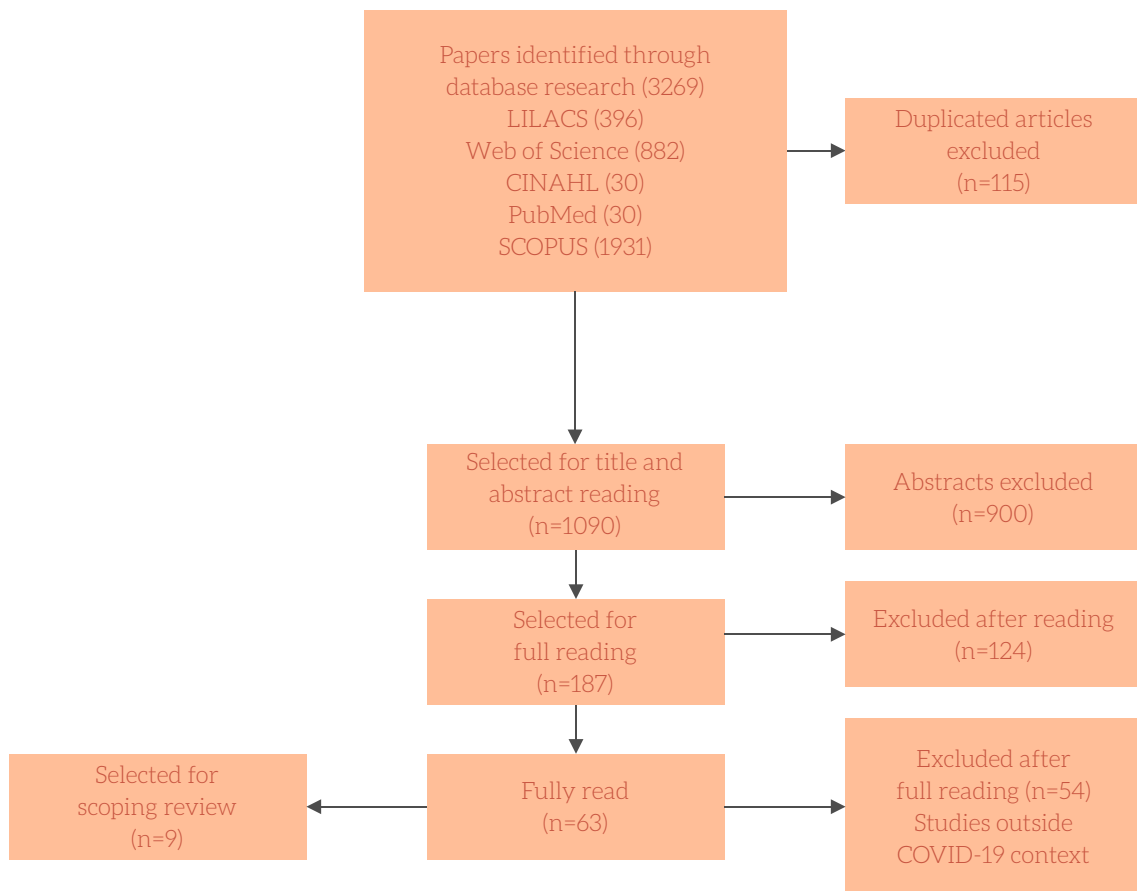 Papers identified through
database research (3269)
LILACS (396)
Web of Science (882)
CINAHL (30)
PubMed (30)
SCOPUS (1931)
Duplicated articles
excluded
(n=115)
Selected for title and
abstract reading
(n=1090)
Abstracts excluded
(n=900)
Selected for
full reading
(n=187)
Excluded after reading
(n=124)
Selected for
scoping review
(n=9)
Fully read
(n=63)
Excluded after
full reading (n=54)
Studies outside
COVID-19 context